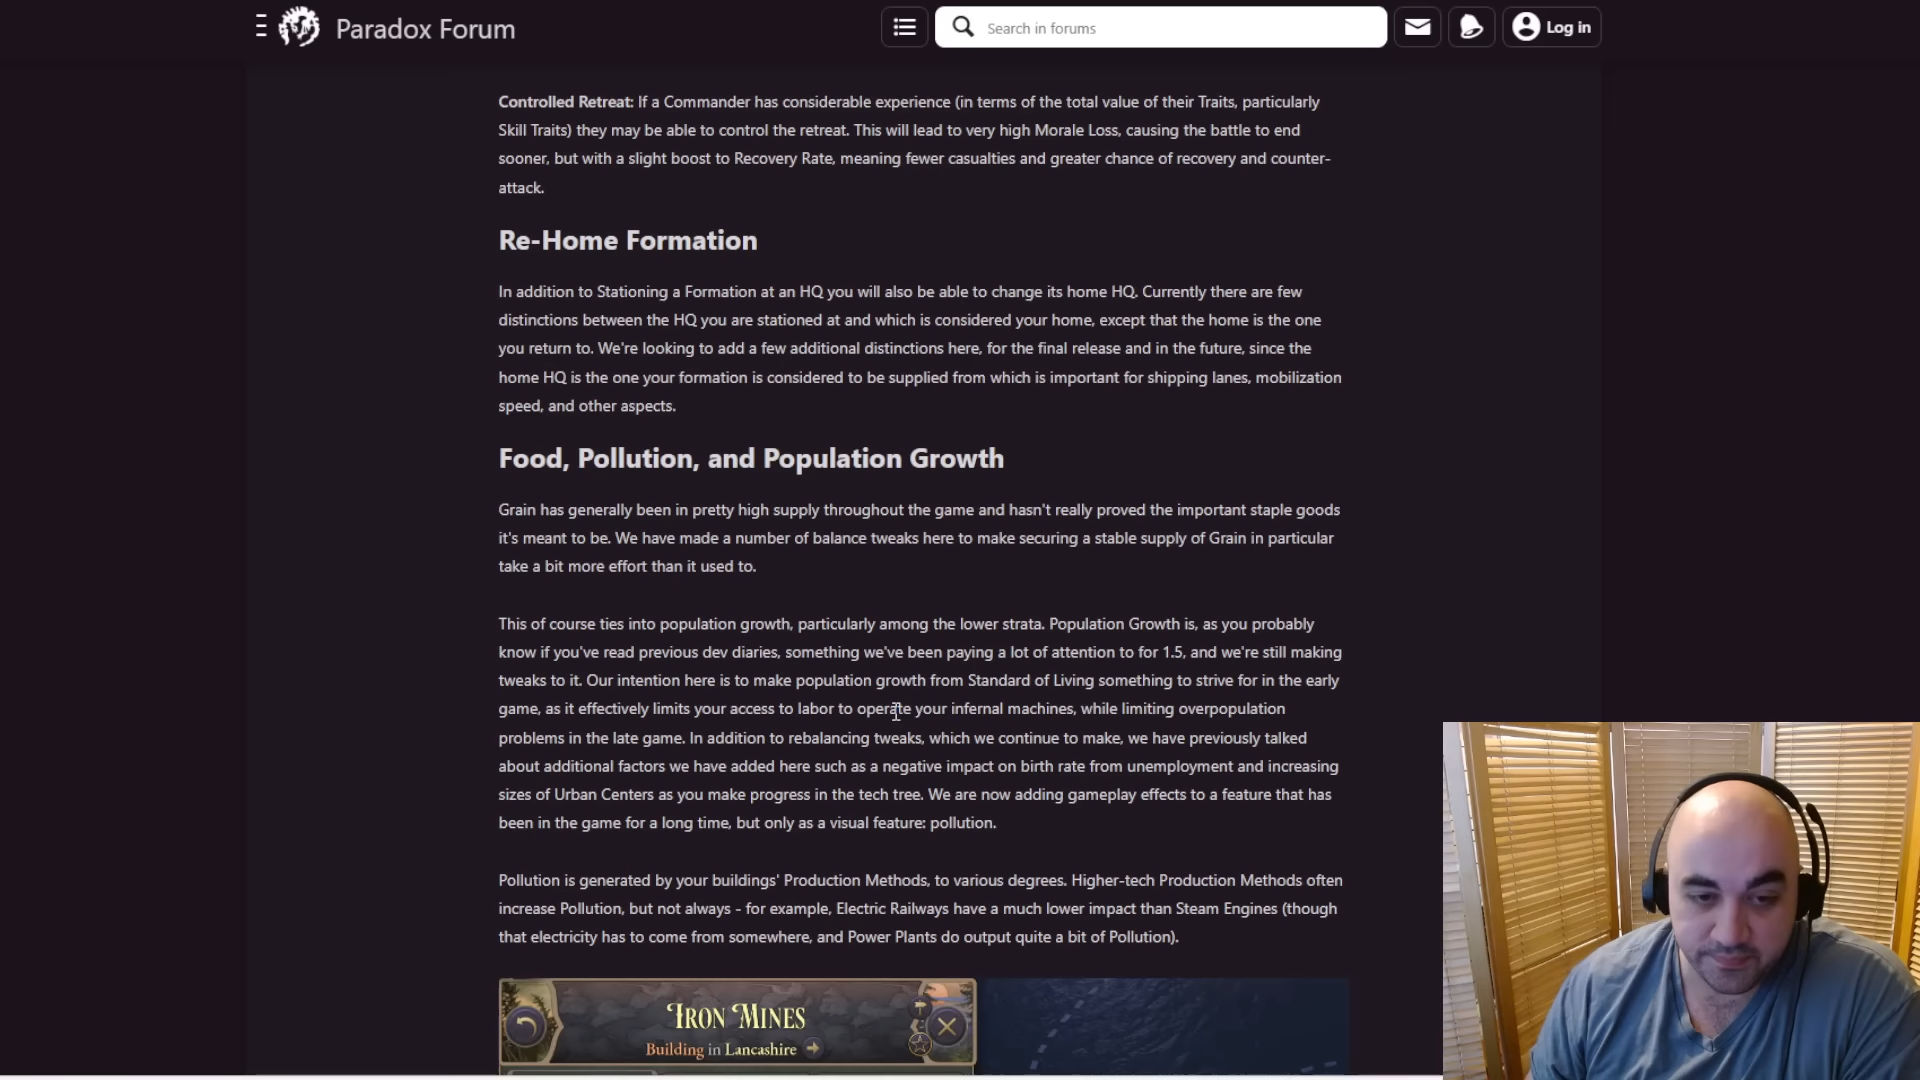 Paradox Forum
Search in forums
Log in
Controlled Retreat: If a Commander has considerable experience (in terms of the total value of their Traits, particularly
Skill Traits) they may be able to control the retreat. This will lead to very high Morale Loss, causing the battle to end
sooner, but with a slight boost to Recovery Rate, meaning fewer casualties and greater chance of recovery and counter-
attack.
Re-Home Formation
In addition to Stationing a Formation at an HQ you will also be able to change its home HQ. Currently there are few
distinctions between the HQ you are stationed at and which is considered your home, except that the home is the one
you return to. We're looking to add a few additional distinctions here, for the final release and in the future, since the
home HQ is the one your formation is considered to be supplied from which is important for shipping lanes, mobilization
speed, and other aspects.
Food, Pollution, and Population Growth
Grain has generally been in pretty high supply throughout the game and hasn't really proved the important staple goods
it's meant to be. We have made a number of balance tweaks here to make securing a stable supply of Grain in particular
take a bit more effort than it used to.
This of course ties into population growth, particularly among the lower strata. Population Growth is, as you probably
know if you've read previous dev diaries, something we've been paying a lot of attention to for 1.5, and we're still making
tweaks to it. Our intention here is to make population growth from Standard of Living something to strive for in the early
game, as it effectively limits your access to labor to operate your infernal machines, while limiting overpopulation
problems in the late game. In addition to rebalancing tweaks, which we continue to make, we have previously talked
about additional factors we have added here such as a negative impact on birth rate from unemployment and increasing
sizes of Urban Centers as you make progress in the tech tree. We are now adding gameplay effects to a feature that has
been in the game for a long time, but only as a visual feature: pollution.
Pollution is generated by your buildings' Production Methods, to various degrees. Higher-tech Production Methods often
increase Pollution, but not always - for example, Electric Railways have a much lower impact than Steam Engines (though
that electricity has to come from somewhere, and Power Plants do output quite a bit of Pollution).
Iron Mines
Building in Lancashire